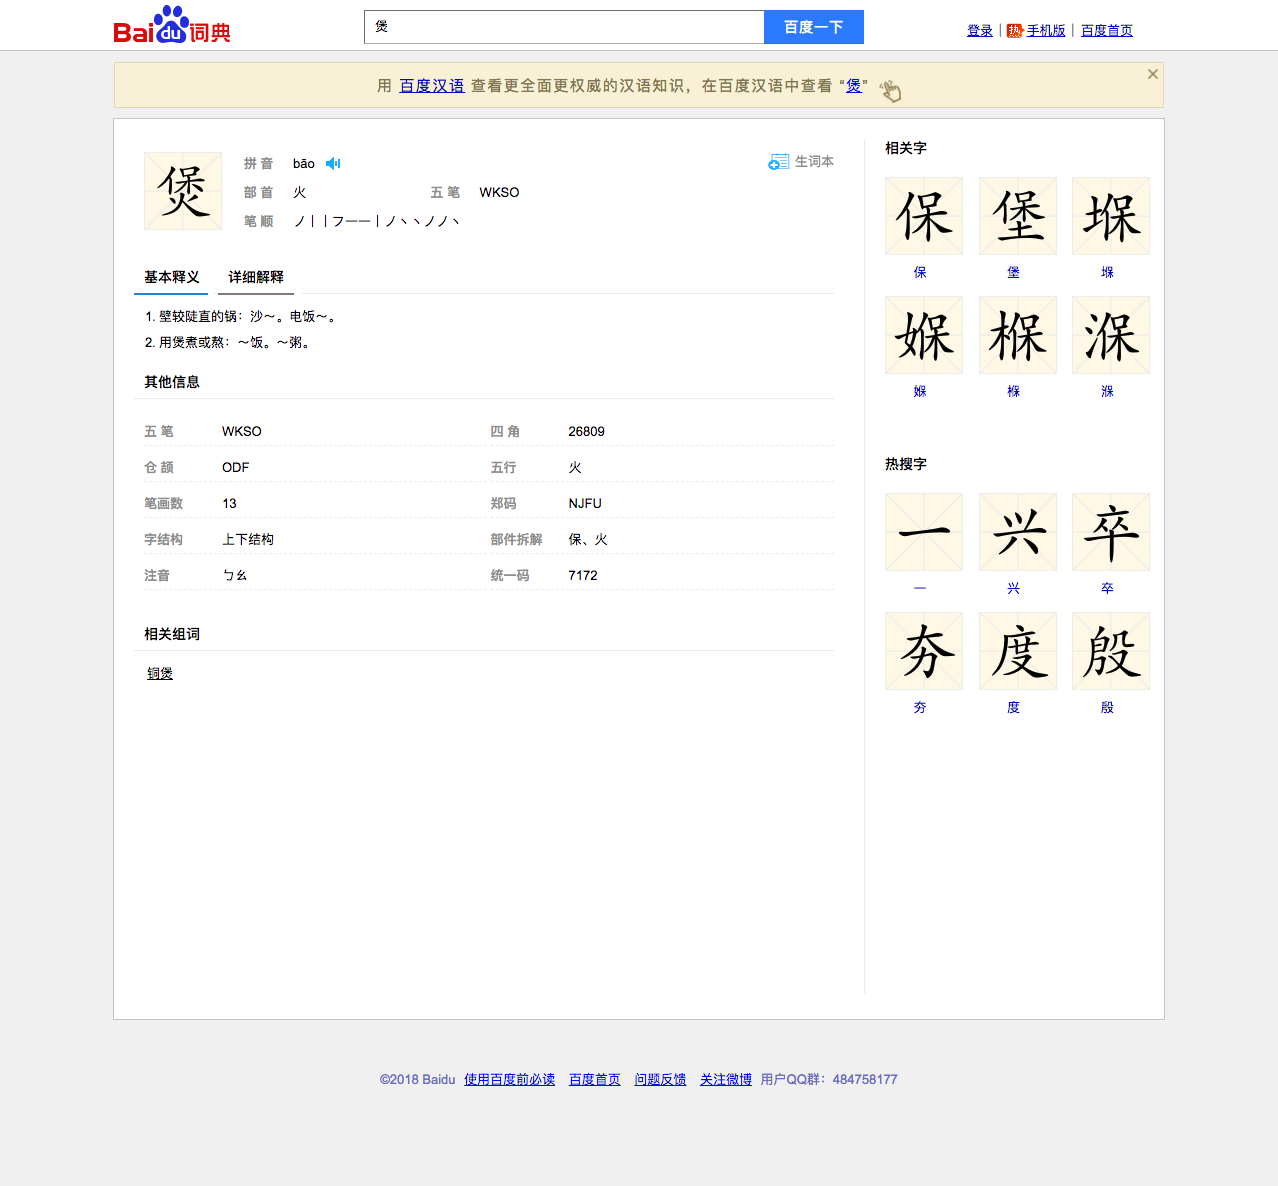 Bai du 词典
煲
百度一下
登录 | 热 手机版 | 百度首页
用 百度汉语 查看更全面更权威的汉语知识，在百度汉语中查看 “煲”
煲
拼 音 bāo
生词本
部 首 火 五 笔 WKSO
笔 顺 ノ丨丨フ一一丨ノ丶丶ノノ丶
基本释义 详细解释
1. 壁较陡直的锅：沙～。电饭～。
2. 用煲煮或熬：～饭。～粥。
其他信息
五 笔 WKSO 四 角 26809
仓 颉 ODF 五行 火
笔画数 13 郑码 NJFU
字结构 上下结构 部件拆解 保、火
注音 ㄅㄠ 统一码 7172
相关组词
铜煲
相关字
保 堡 堢
保 堡 堢
媬 椺 湺
媬 椺 湺
热搜字
一 兴 卒
一 兴 卒
夯 度 殷
夯 度 殷
©2018 Baidu 使用百度前必读 百度首页 问题反馈 关注微博 用户QQ群：484758177